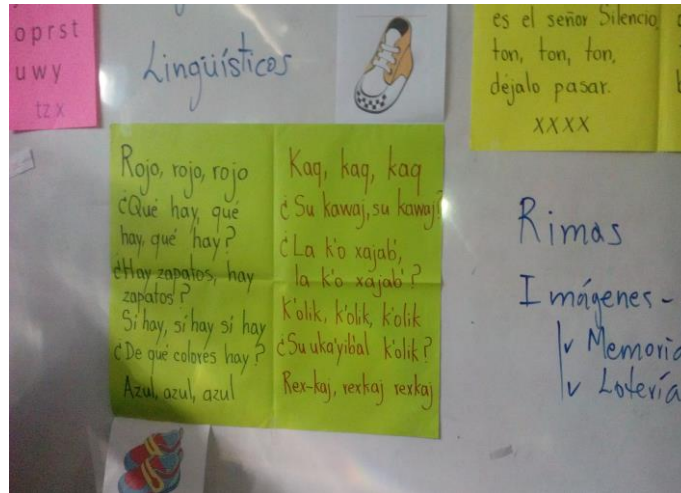 oprst
uwy
tzx
Lingüísticos
es el señor Silencio
ton, ton, ton,
déjalo pasar.
XXXX
Rojo, rojo, rojo
¿Qué hay, qué
hay, qué hay?
¿Hay zapatos, hay
zapatos?
Sí hay, sí hay sí hay
¿De qué colores hay?
Azul, azul, azul
Kaq, kaq, kaq
¿Su kawaj, su kawaj?
¿La k'o xajab',
la k'o xajab'?
K'olik, k'olik, k'olik
¿Su uka'yib'al k'olik?
Rex-kaj, rexkaj rexkaj
Rimas
Imágenes-
v Memoria
v Lotería